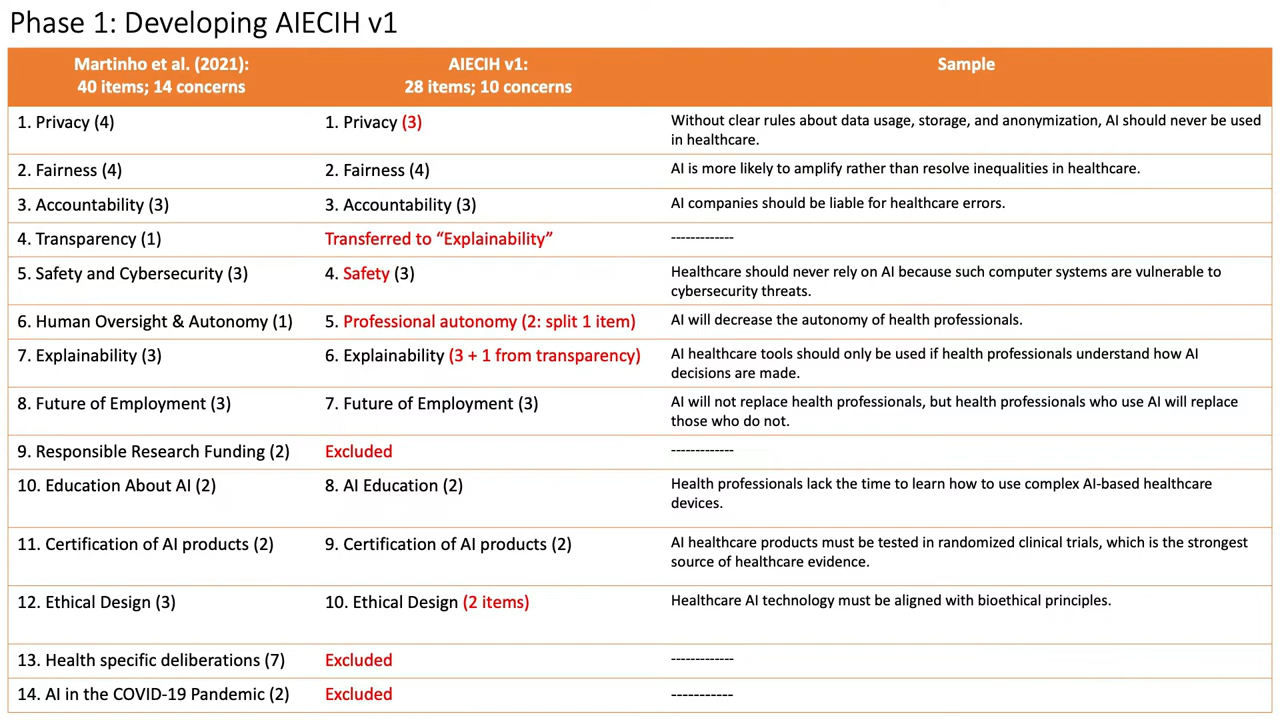 Phase 1: Developing AIECIH v1
Martinho et al. (2021):
40 items; 14 concerns
AIECIH v1:
28 items; 10 concerns
Sample
1. Privacy (4)
1. Privacy (3)
Without clear rules about data usage, storage, and anonymization, AI should never be used
in healthcare.
2. Fairness (4)
2. Fairness (4)
AI is more likely to amplify rather than resolve inequalities in healthcare.
3. Accountability (3)
3. Accountability (3)
AI companies should be liable for healthcare errors.
4. Transparency (1)
Transferred to “Explainability”
-------------
5. Safety and Cybersecurity (3)
4. Safety (3)
Healthcare should never rely on AI because such computer systems are vulnerable to
cybersecurity threats.
6. Human Oversight & Autonomy (1)
5. Professional autonomy (2: split 1 item)
AI will decrease the autonomy of health professionals.
7. Explainability (3)
6. Explainability (3 + 1 from transparency)
AI healthcare tools should only be used if health professionals understand how AI
decisions are made.
8. Future of Employment (3)
7. Future of Employment (3)
AI will not replace health professionals, but health professionals who use AI will replace
those who do not.
9. Responsible Research Funding (2)
Excluded
-------------
10. Education About AI (2)
8. AI Education (2)
Health professionals lack the time to learn how to use complex AI-based healthcare
devices.
11. Certification of AI products (2)
9. Certification of AI products (2)
AI healthcare products must be tested in randomized clinical trials, which is the strongest
source of healthcare evidence.
12. Ethical Design (3)
10. Ethical Design (2 items)
Healthcare AI technology must be aligned with bioethical principles.
13. Health specific deliberations (7)
Excluded
-------------
14. AI in the COVID-19 Pandemic (2)
Excluded
-----------